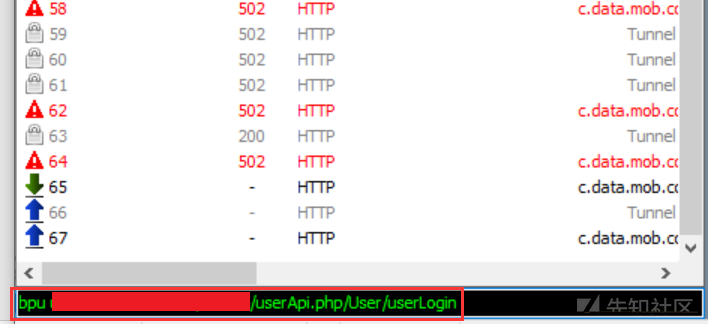 58 502 HTTP c.data.mob.co
59 502 HTTP Tunnel
60 502 HTTP Tunnel
61 502 HTTP Tunnel
62 502 HTTP c.data.mob.co
63 200 HTTP Tunnel
64 502 HTTP c.data.mob.co
65 - HTTP c.data.mob.co
66 - HTTP Tunnel
67 - HTTP c.data.mob.co
bpu /userApi.php/User/userLogin
先知社区